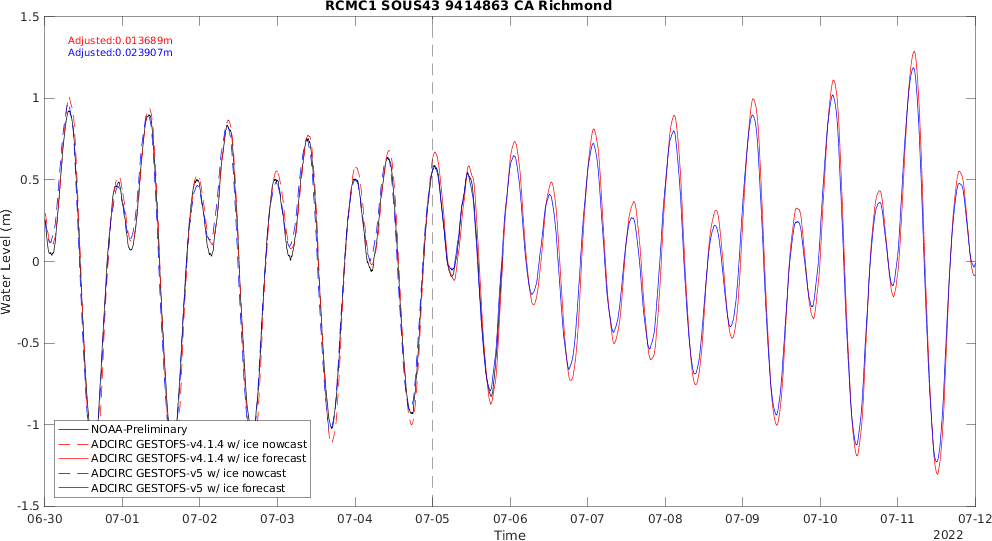 RCMC1 SOUS43 9414863 CA Richmond
Adjusted:0.013689m
Adjusted:0.023907m
1.5
1
0.5
0
-0.5
-1
-1.5
Water Level (m)
NOAA-Preliminary
ADCIRC GESTOFS-v4.1.4 w/ ice nowcast
ADCIRC GESTOFS-v4.1.4 w/ ice forecast
ADCIRC GESTOFS-v5 w/ ice nowcast
ADCIRC GESTOFS-v5 w/ ice forecast
06-30 07-01 07-02 07-03 07-04 07-05 07-06 07-07 07-08 07-09 07-10 07-11 07-12
Time
2022